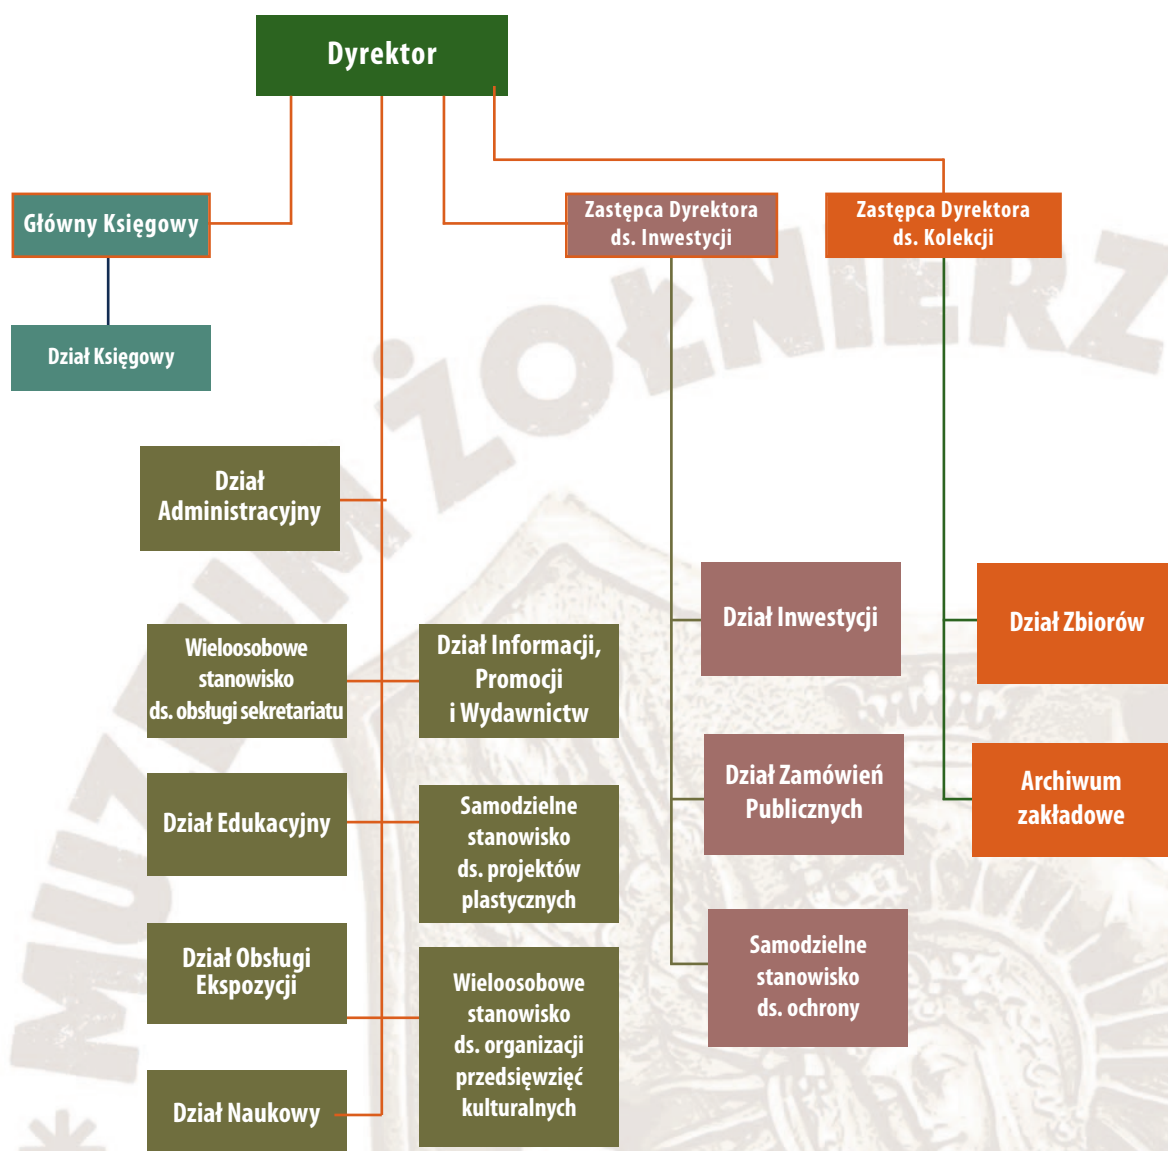 Dyrektor
Główny Księgowy
Zastępca Dyrektora
ds. Inwestycji
Zastępca Dyrektora
ds. Kolekcji
Dział Księgowy
MUZEUM ŻOŁNIERZ
Dział
Administracyjny
Wieloosobowe
stanowisko
ds. obsługi sekretariatu
Dział Informacji,
Promocji
i Wydawnictw
Dział Inwestycji
Dział Zbiorów
Dział Edukacyjny
Samodzielne
stanowisko
ds. projektów
plastycznych
Dział Zamówień
Publicznych
Archiwum
zakładowe
Dział Obsługi
Ekspozycji
Wieloosobowe
stanowisko
ds. organizacji
przedsięwzięć
kulturalnych
Samodzielne
stanowisko
ds. ochrony
Dział Naukowy